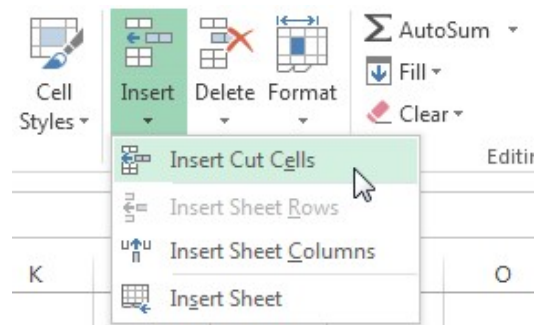 Cell
Styles
Insert
Delete
Format
AutoSum
Fill
Clear
Insert Cut Cells
Insert Sheet Rows
Insert Sheet Columns
Insert Sheet
K
O